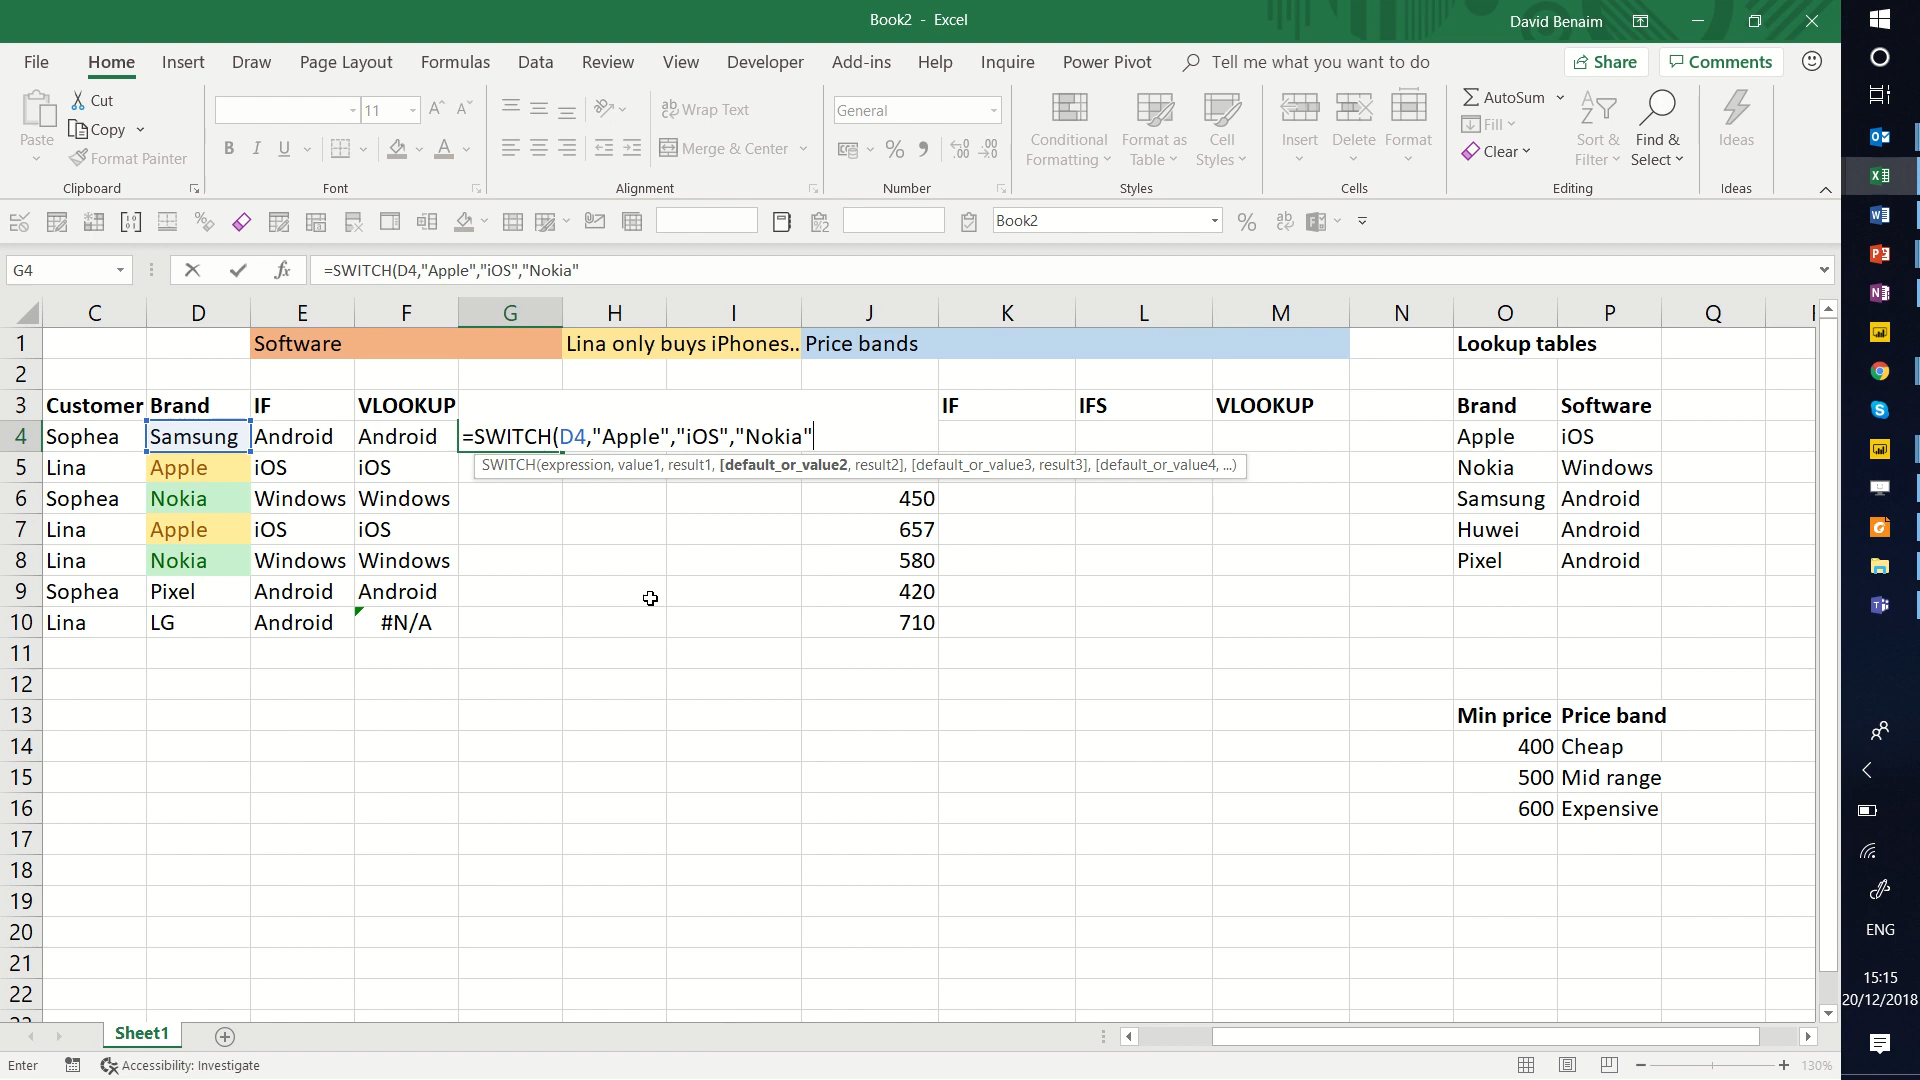 Book2 - Excel
David Benaim
File Home Insert Draw Page Layout Formulas Data Review View Developer Add-ins Help Inquire Power Pivot Tell me what you want to do Share Comments
Paste Cut Copy Format Painter Clipboard
11 B I U A Font
ab Wrap Text Merge & Center Alignment
General % Number
Conditional Formatting Format as Table Cell Styles Styles
Insert Delete Format Cells
AutoSum Fill Clear Sort & Filter Find & Select Editing
Ideas Ideas
Book2
G4 fx =SWITCH(D4,"Apple","iOS","Nokia"
C D E F G H I J K L M N O P Q
1 Software Lina only buys iPhones.. Price bands Lookup tables
2
3 Customer Brand IF VLOOKUP IF IFS VLOOKUP Brand Software
4 Sophea Samsung Android Android =SWITCH(D4,"Apple","iOS","Nokia" Apple iOS
SWITCH(expression, value1, result1, [default_or_value2, result2], [default_or_value3, result3], [default_or_value4, ...)
5 Lina Apple iOS iOS Nokia Windows
6 Sophea Nokia Windows Windows 450 Samsung Android
7 Lina Apple iOS iOS 657 Huwei Android
8 Lina Nokia Windows Windows 580 Pixel Android
9 Sophea Pixel Android Android 420
10 Lina LG Android #N/A 710
11
12
13 Min price Price band
14 400 Cheap
15 500 Mid range
16 600 Expensive
17
18
19
20
21
22
Sheet1
Enter Accessibility: Investigate 130%
ENG
15:15
20/12/2018